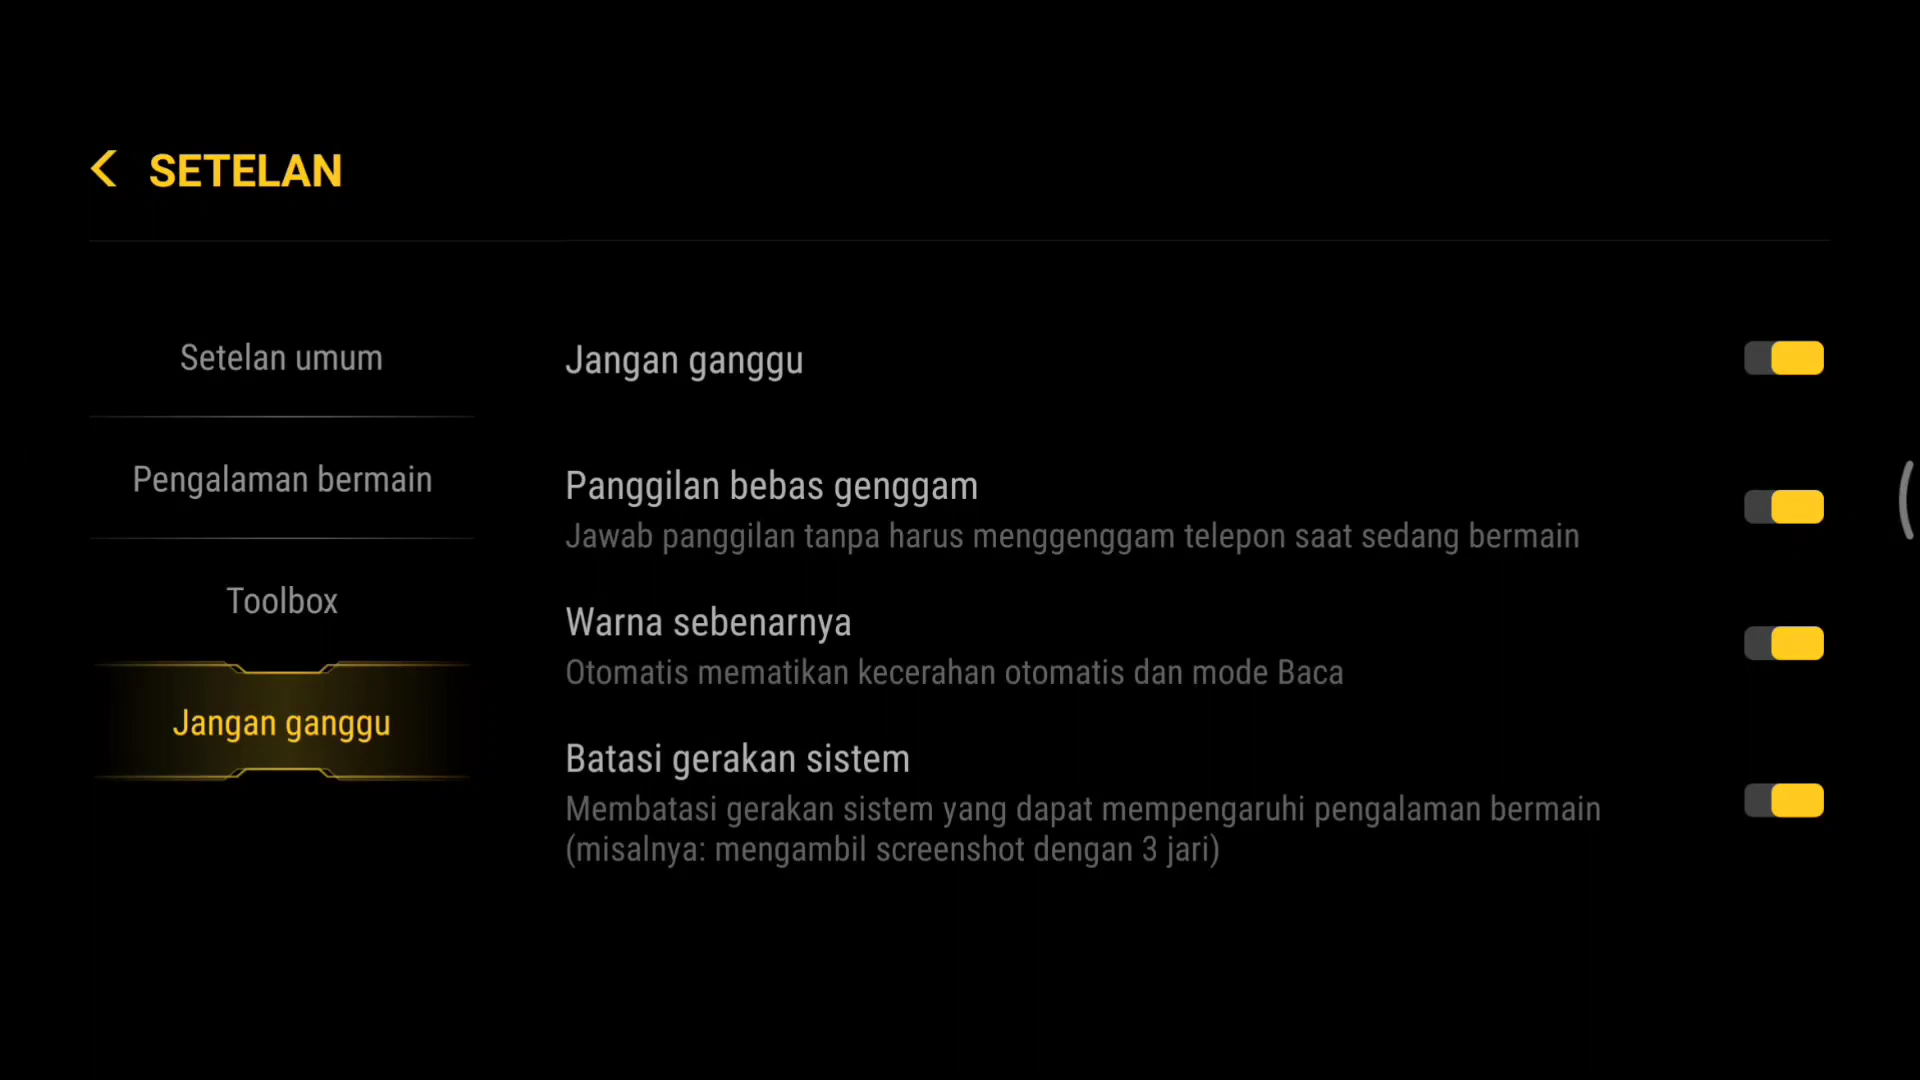 SETELAN
Setelan umum
Pengalaman bermain
Toolbox
Jangan ganggu
Jangan ganggu
Panggilan bebas genggam
Jawab panggilan tanpa harus menggenggam telepon saat sedang bermain
Warna sebenarnya
Otomatis mematikan kecerahan otomatis dan mode Baca
Batasi gerakan sistem
Membatasi gerakan sistem yang dapat mempengaruhi pengalaman bermain
(misalnya: mengambil screenshot dengan 3 jari)